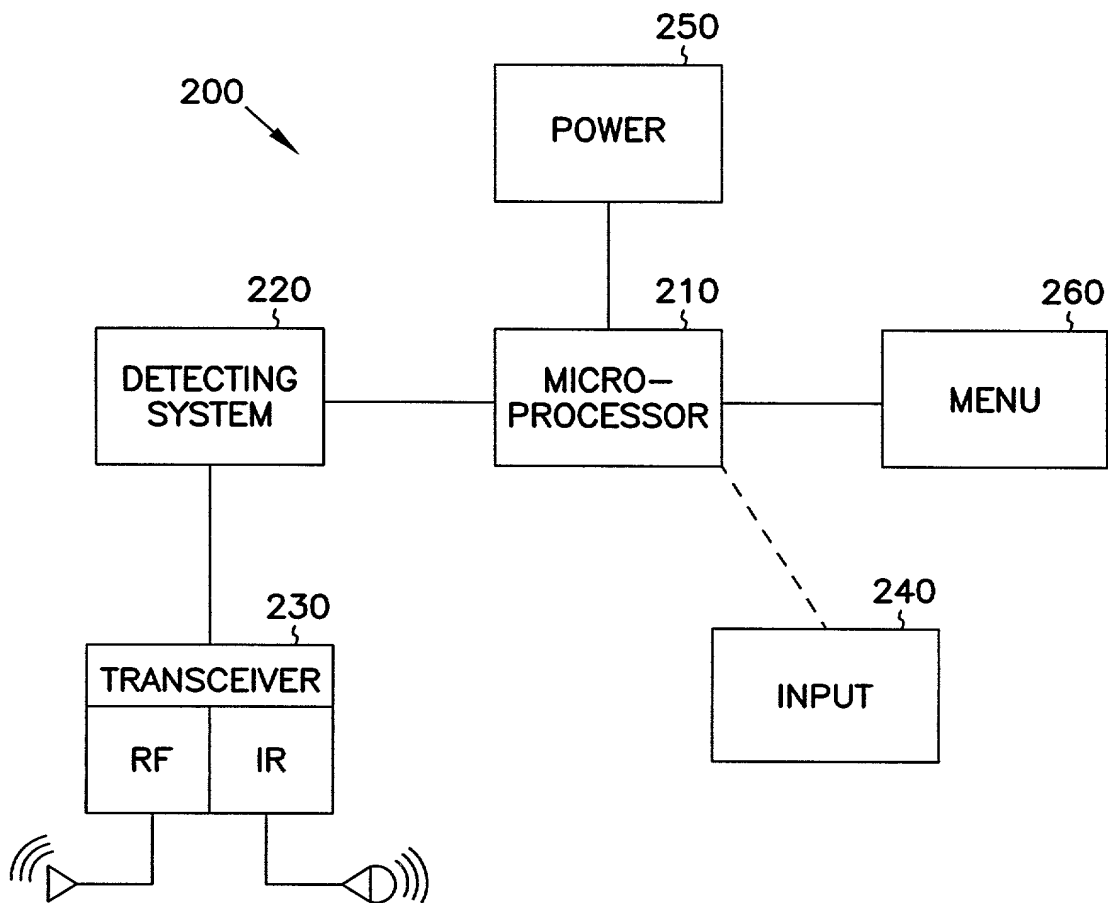 250
200
POWER
220
210
260
DETECTING
SYSTEM
MICRO-
PROCESSOR
MENU
230
240
TRANSCEIVER
RF
IR
INPUT